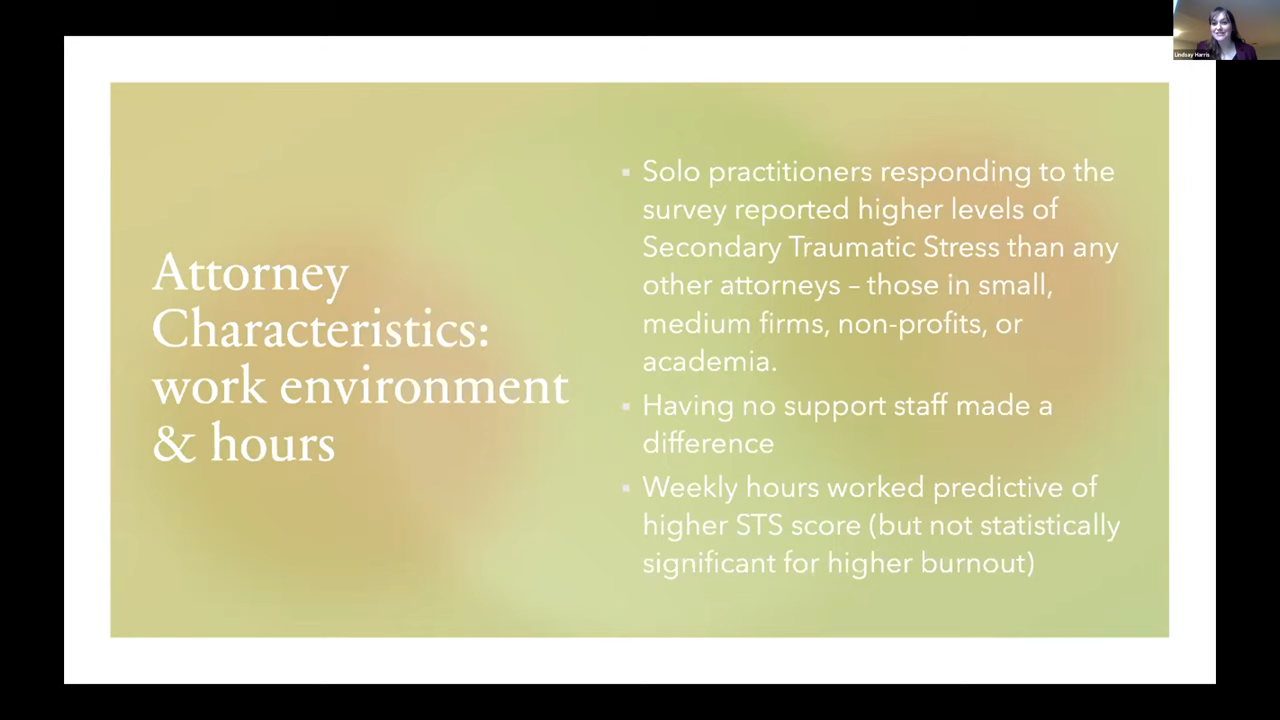 Lindsay Harris
Attorney
Characteristics:
work environment
& hours
▪ Solo practitioners responding to the
survey reported higher levels of
Secondary Traumatic Stress than any
other attorneys – those in small,
medium firms, non-profits, or
academia.
▪ Having no support staff made a
difference
▪ Weekly hours worked predictive of
higher STS score (but not statistically
significant for higher burnout)